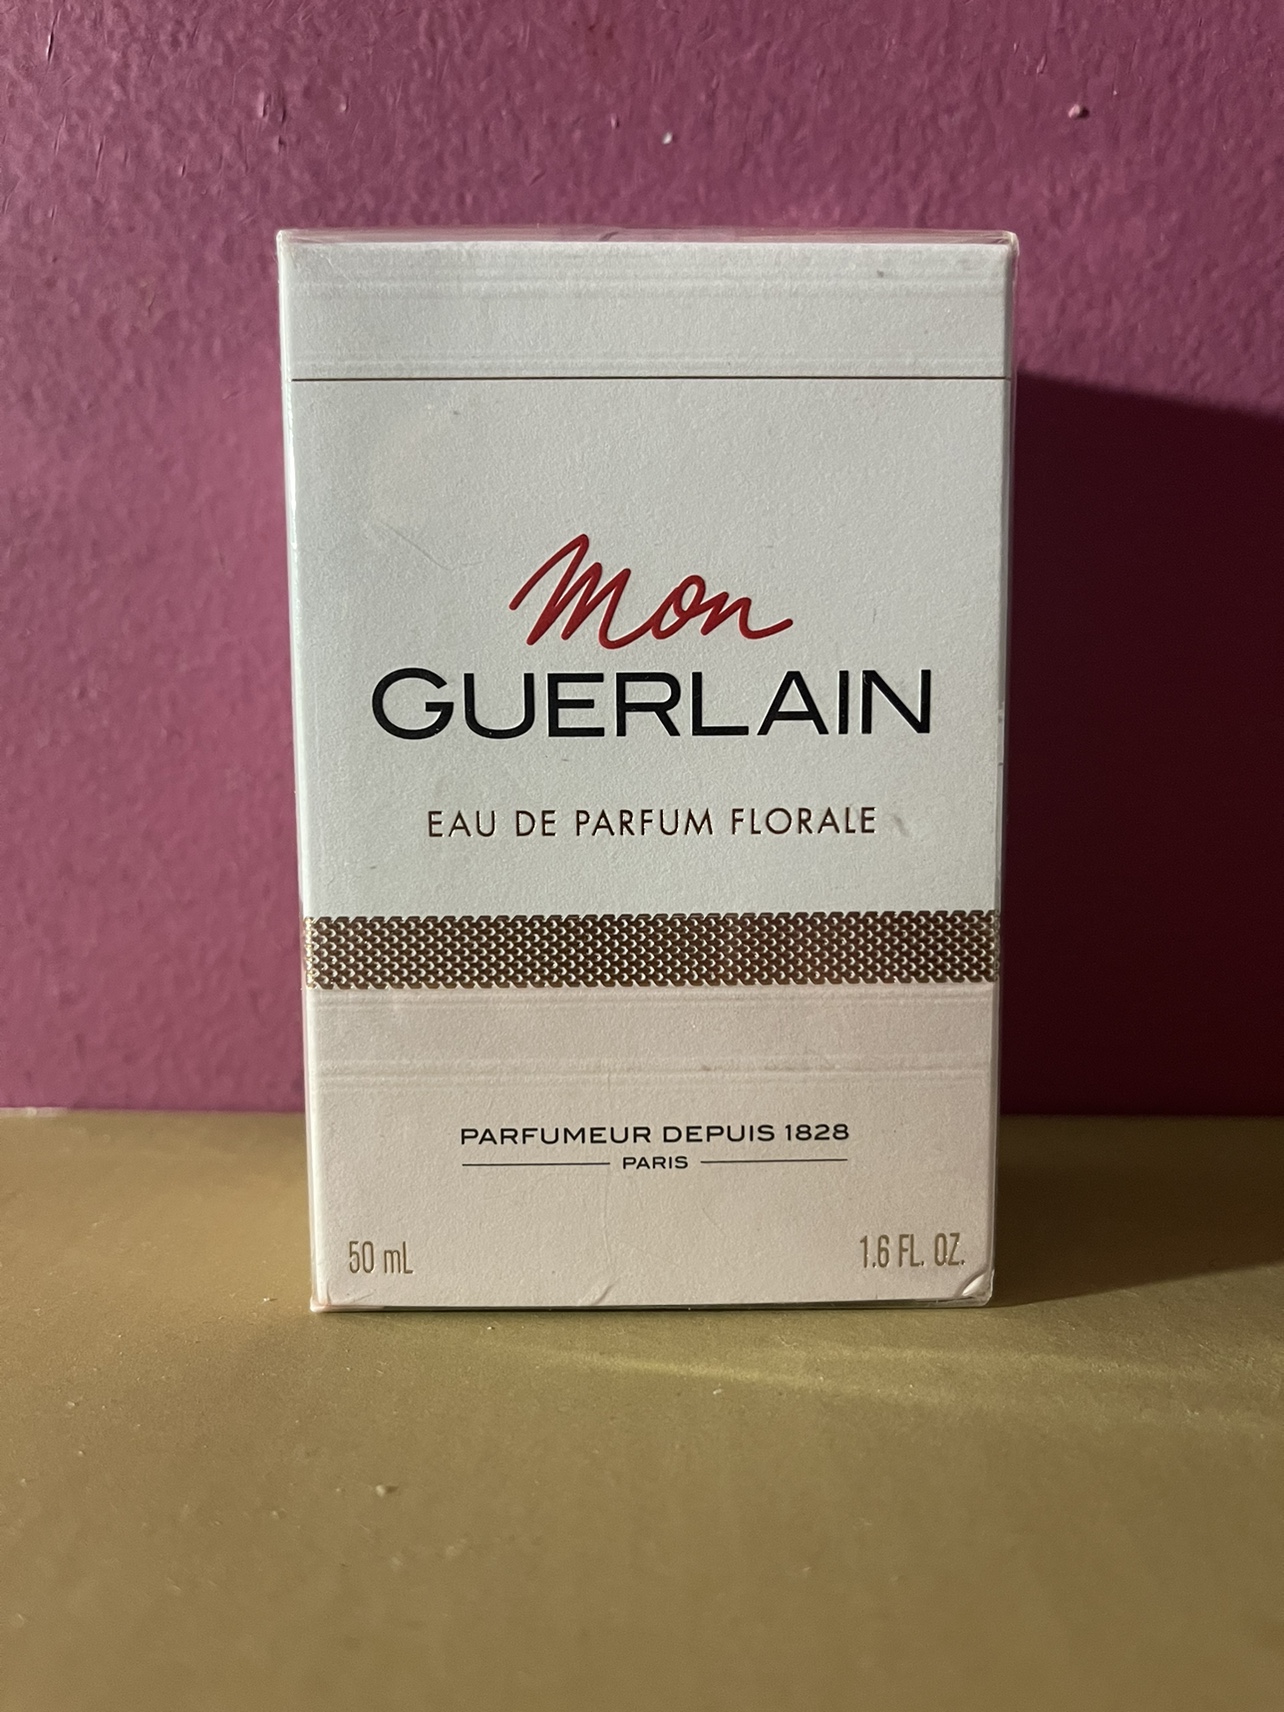 Mon
GUERLAIN
EAU DE PARFUM FLORALE
PARFUMEUR DEPUIS 1828
PARIS
50 mL 1.6 FL. OZ.